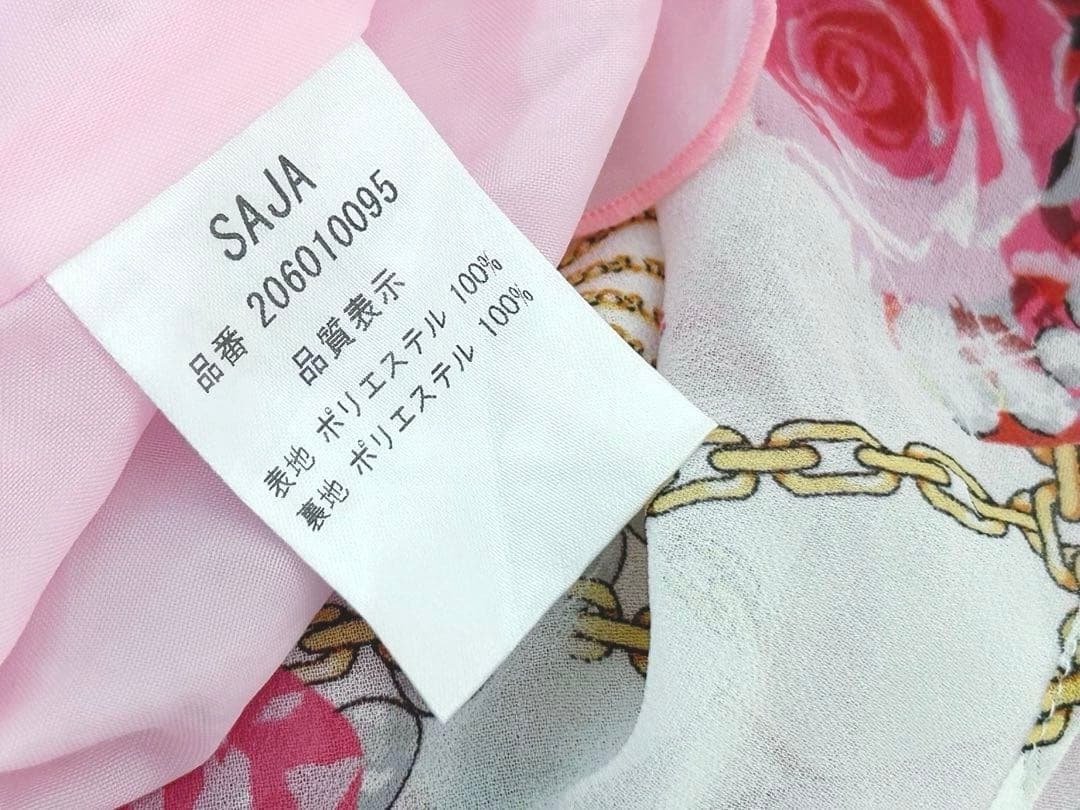 SAJA
品番 206010095
品質表示
表地 ポリエステル 100%
裏地 ポリエステル 100%